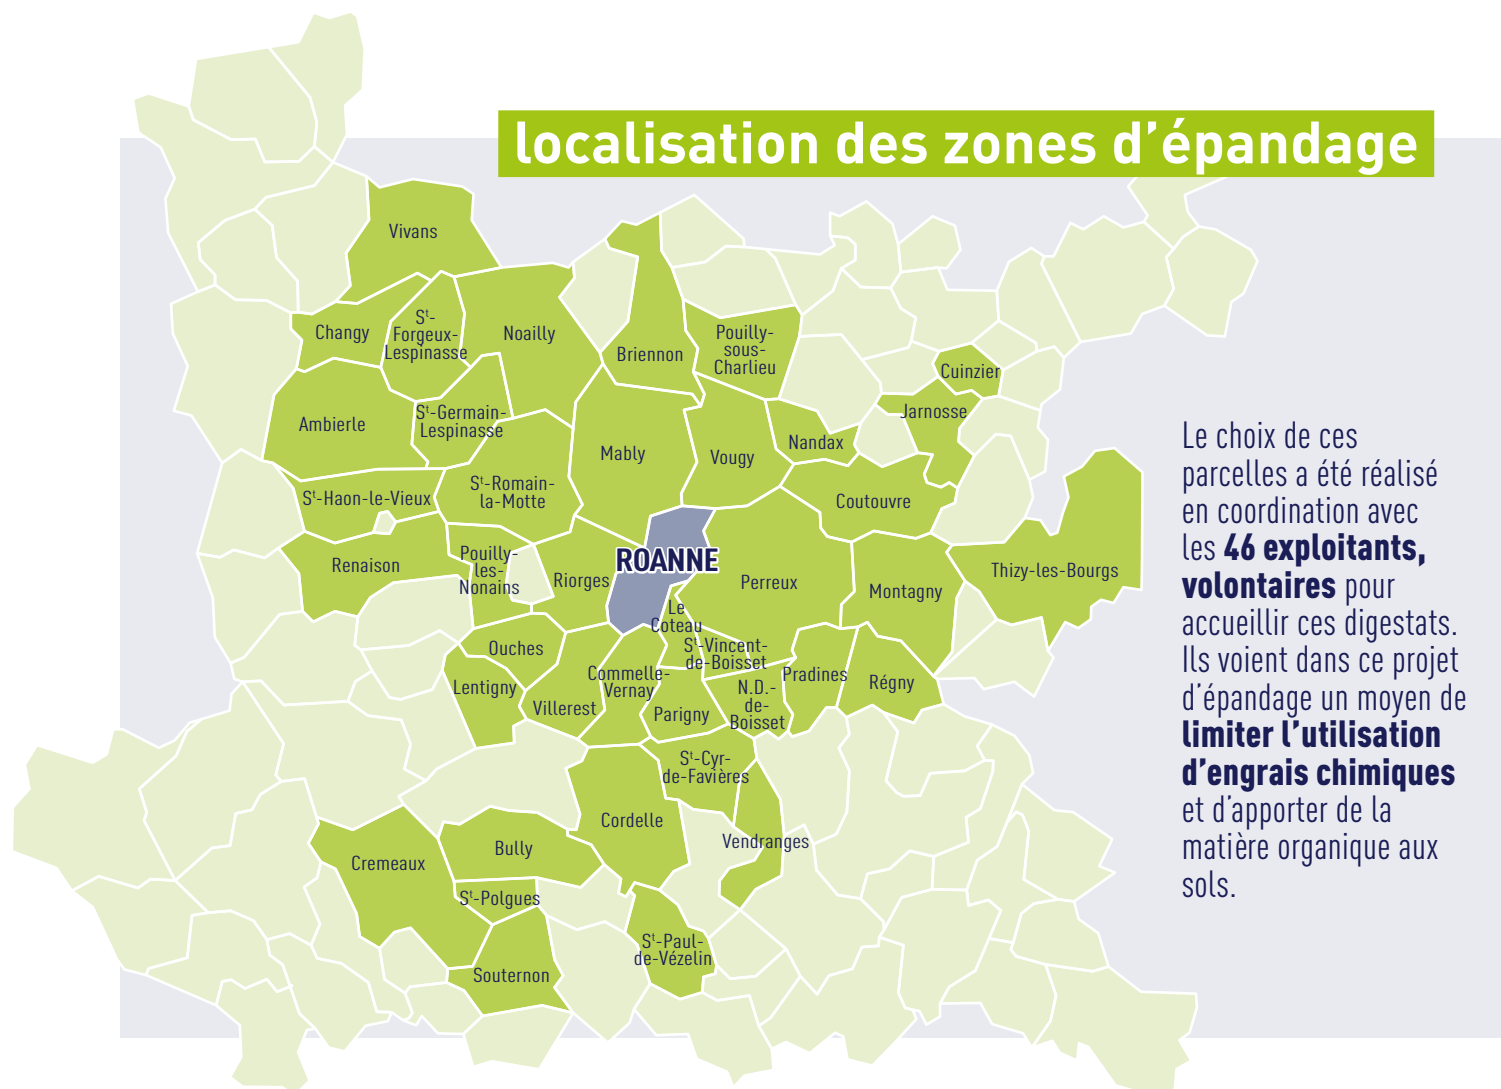 localisation des zones d'épandage
Vivans
Changy
St-
Forgeux-
Lespinasse
Noailly
Briennon
Pouilly-
sous-
Charlieu
Cuinzier
Jarnosse
Ambierle
St-Germain-
Lespinasse
Mably
Vougy
Nandax
St-Haon-le-Vieux
St-Romain-
la-Motte
Coutouvre
Renaison
Pouilly-
les-
Nonains
Riorges
ROANNE
Perreux
Montagny
Thizy-les-Bourgs
Le
Coteau
St-Vincent-
de-Boisset
Ouches
Lentigny
Villerest
Commelle-
Vernay
Parigny
N.D.-
de-
Boisset
Pradines
Régny
St-Cyr-
de-Favières
Cordelle
Vendranges
Cremeaux
Bully
St-Polgues
Souternon
St-Paul-
de-Vézelin
Le choix de ces
parcelles a été réalisé
en coordination avec
les 46 exploitants,
volontaires pour
accueillir ces digestats.
Ils voient dans ce projet
d'épandage un moyen de
limiter l'utilisation
d'engrais chimiques
et d'apporter de la
matière organique aux
sols.